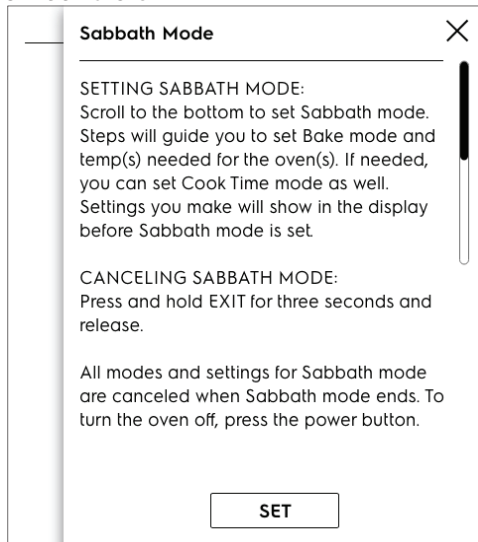 Sabbath Mode
SETTING SABBATH MODE:
Scroll to the bottom to set Sabbath mode.
Steps will guide you to set Bake mode and
temp(s) needed for the oven(s). If needed,
you can set Cook Time mode as well.
Settings you make will show in the display
before Sabbath mode is set.
CANCELING SABBATH MODE:
Press and hold EXIT for three seconds and
release.
All modes and settings for Sabbath mode
are canceled when Sabbath mode ends. To
turn the oven off, press the power button.
SET